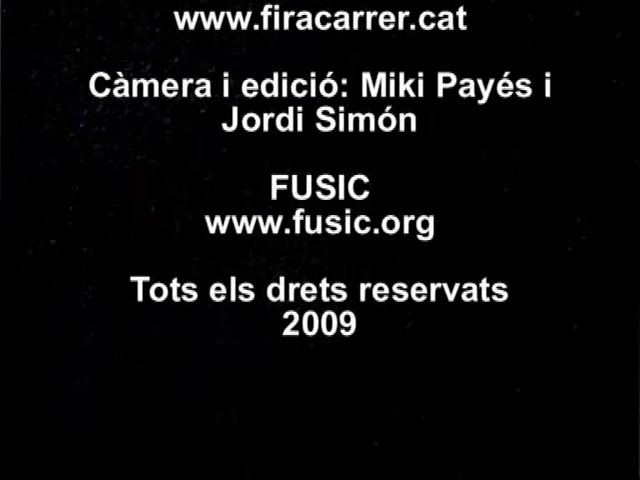 www.firacarrer.cat
Càmera i edició: Miki Payés i
Jordi Simón
FUSIC
www.fusic.org
Tots els drets reservats
2009